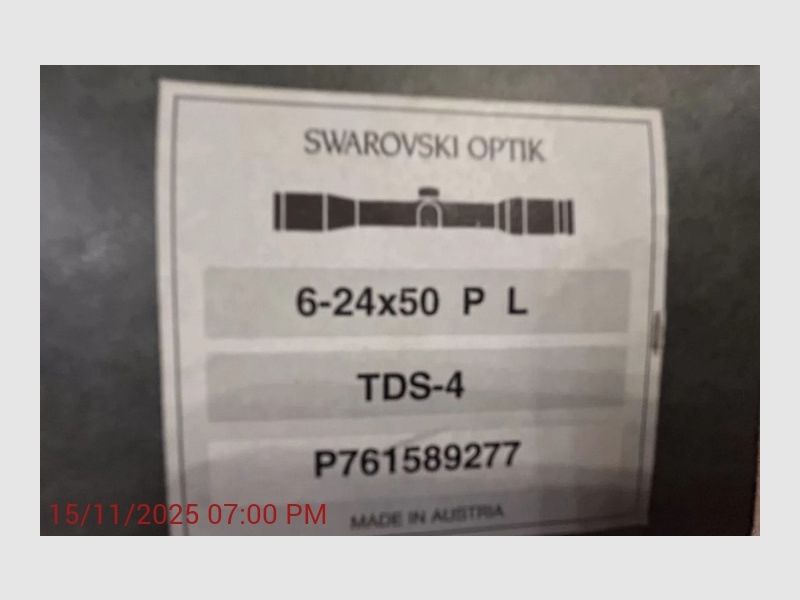 SWAROVSKI OPTIK
6-24x50 P L
TDS-4
P761589277
MADE IN AUSTRIA
15/11/2025 07:00 PM